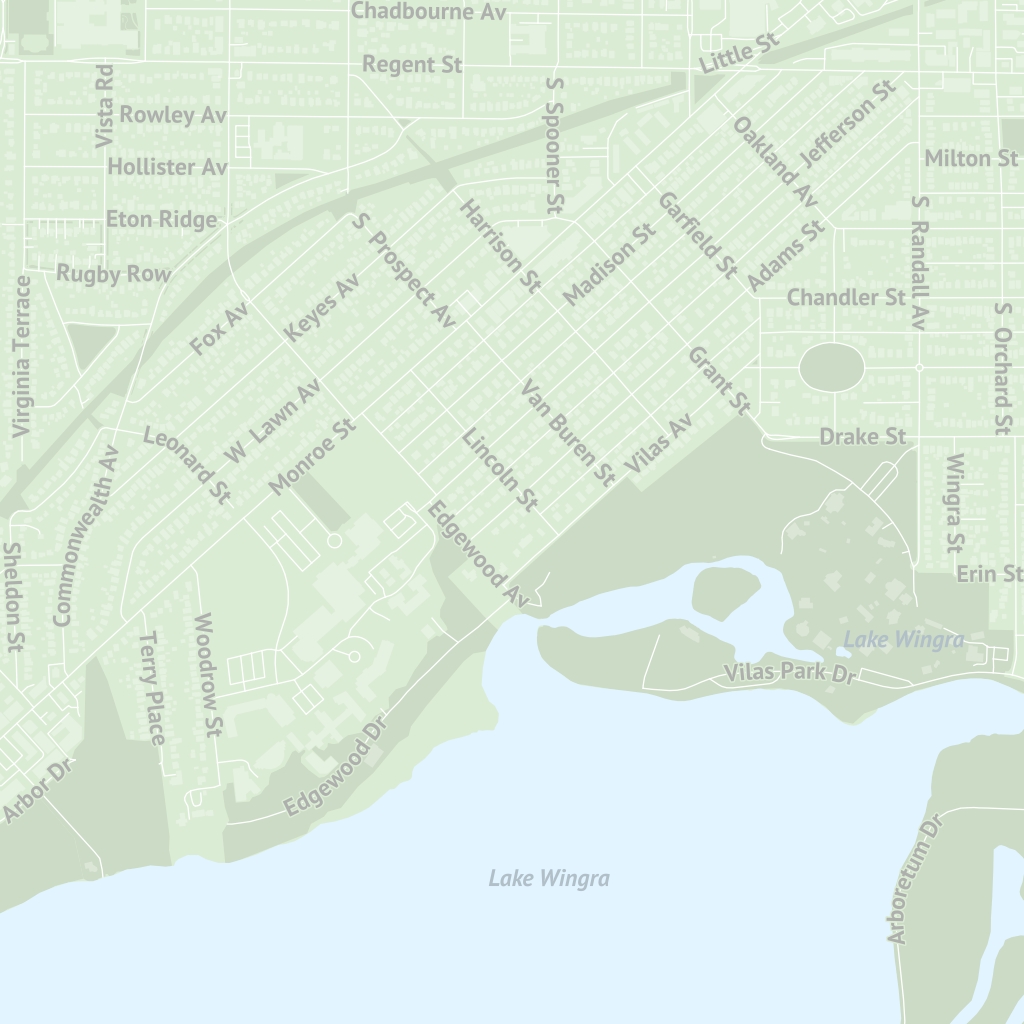 Chadbourne Av
Little St
Regent St
Vista Rd
S Spooner St
Jefferson St
Rowley Av
Oakland Av
Hollister Av
Milton St
Eton Ridge
S Prospect Av
Harrison St
Garfield St
Madison St
Adams St
S Randall Av
Rugby Row
Keyes Av
Chandler St
Fox Av
Virginia Terrace
S Orchard St
Grant St
W Lawn Av
Van Buren St
Vilas Av
Drake St
Leonard St
Monroe St
Lincoln St
Wingra St
Commonwealth Av
Edgewood Av
Erin St
Sheldon St
Lake Wingra
Terry Place
Woodrow St
Vilas Park Dr
Edgewood Dr
Arbor Dr
Lake Wingra
Arboretum Dr